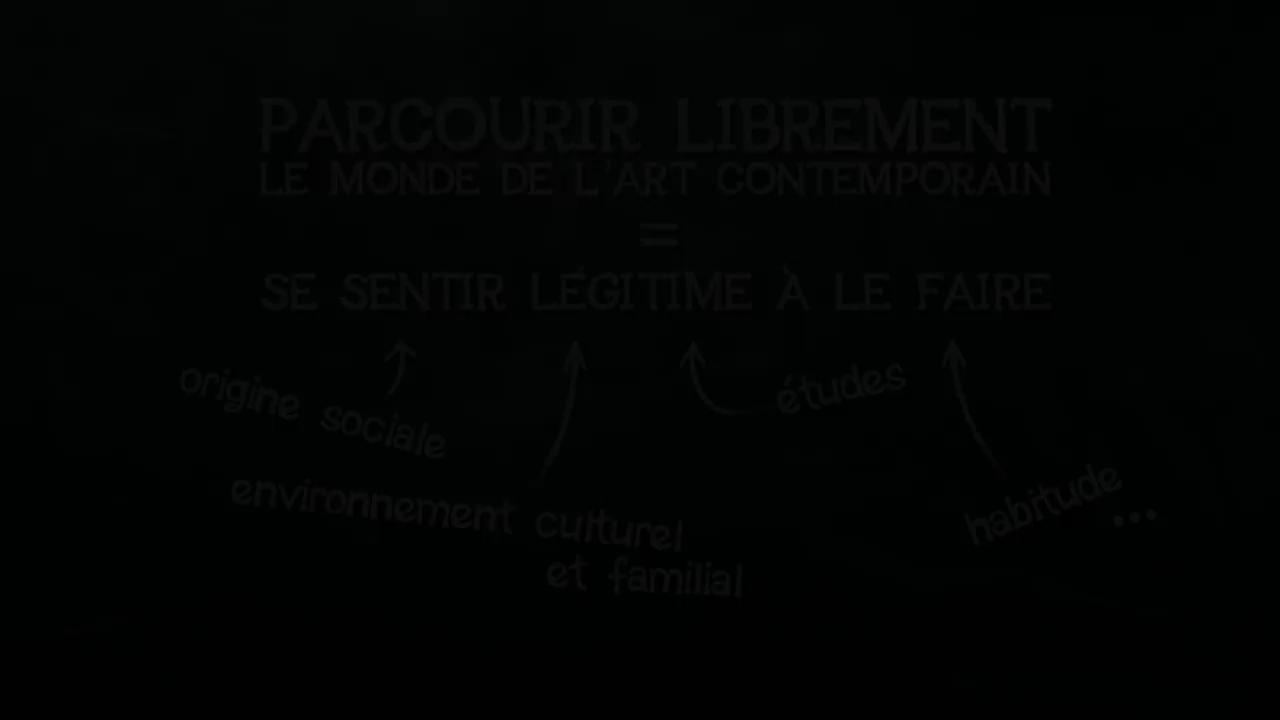 PARCOURIR LIBREMENT
LE MONDE DE L'ART CONTEMPORAIN
=
SE SENTIR LÉGITIME À LE FAIRE
origine sociale
études
environnement culturel
et familial
habitude
...